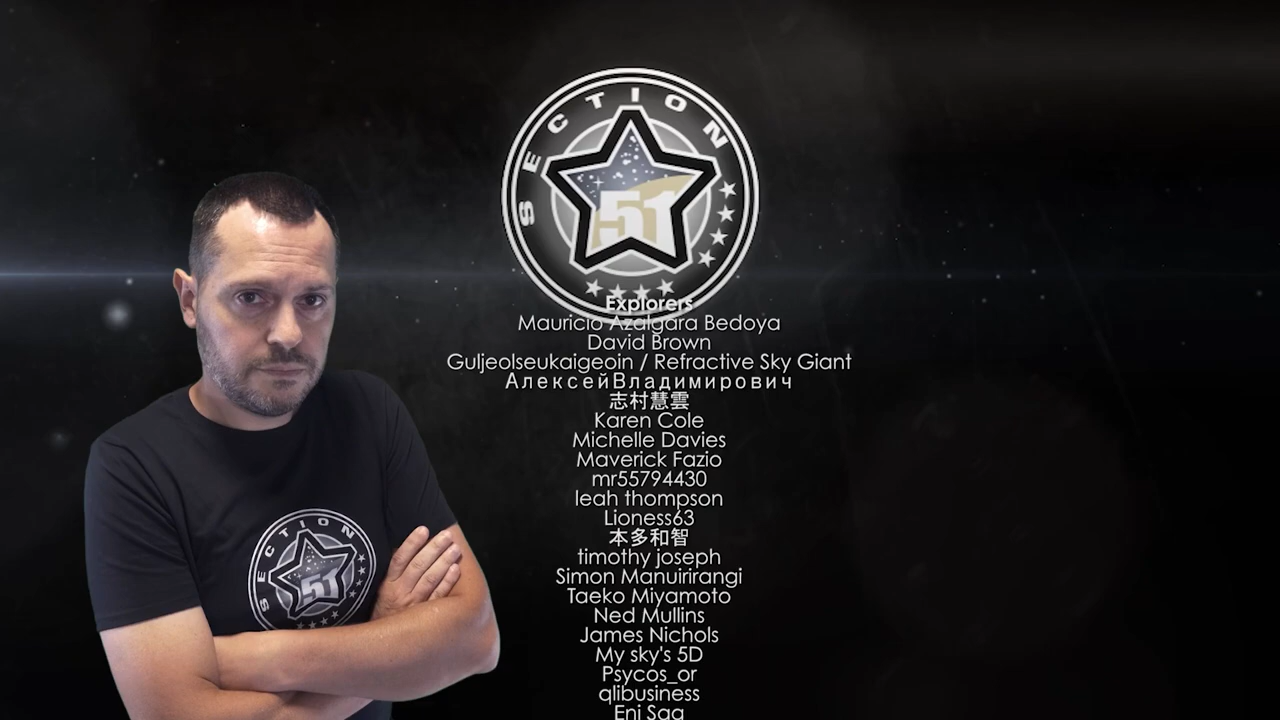 SECTION
51
Explorers
Mauricio Azalgara Bedoya
David Brown
Guljeolseukaigeoin / Refractive Sky Giant
АлексейВладимирович
志村慧雲
Karen Cole
Michelle Davies
Maverick Fazio
mr55794430
leah thompson
Lioness63
本多和智
timothy joseph
Simon Manuirirangi
Taeko Miyamoto
Ned Mullins
James Nichols
My sky's 5D
Psycos_or
qlibusiness
Eni Sag
SECTION
51